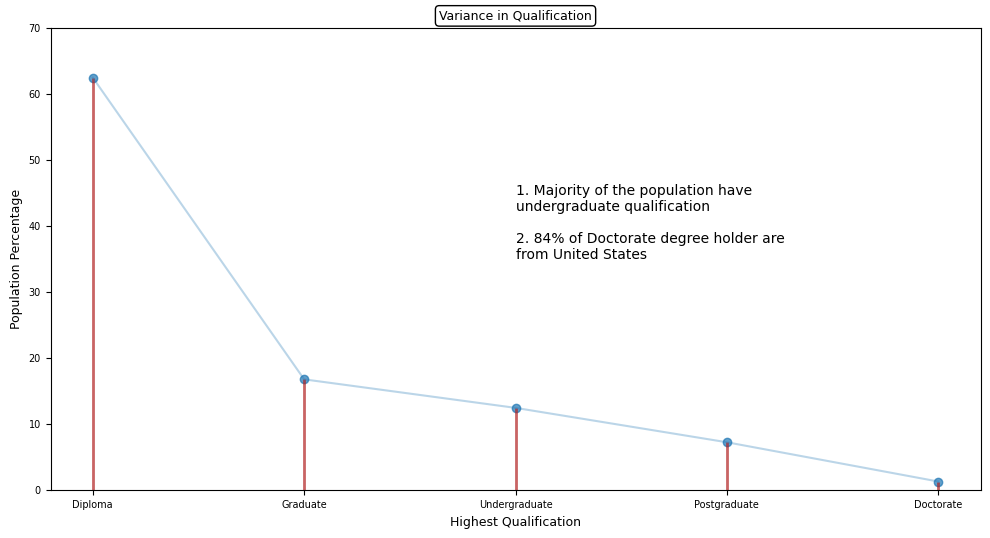 Variance in Qualification
70
60
50
40
30
20
10
0
Population Percentage
1. Majority of the population have
undergraduate qualification
2. 84% of Doctorate degree holder are
from United States
Diploma Graduate Undergraduate Postgraduate Doctorate
Highest Qualification